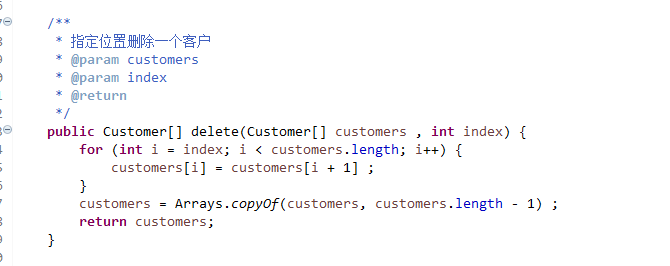 /**
 * 指定位置删除一个客户
 * @param customers
 * @param index
 * @return
 */
public Customer[] delete(Customer[] customers , int index) {
    for (int i = index; i < customers.length; i++) {
        customers[i] = customers[i + 1] ;
    }
    customers = Arrays.copyOf(customers, customers.length - 1) ;
    return customers;
}